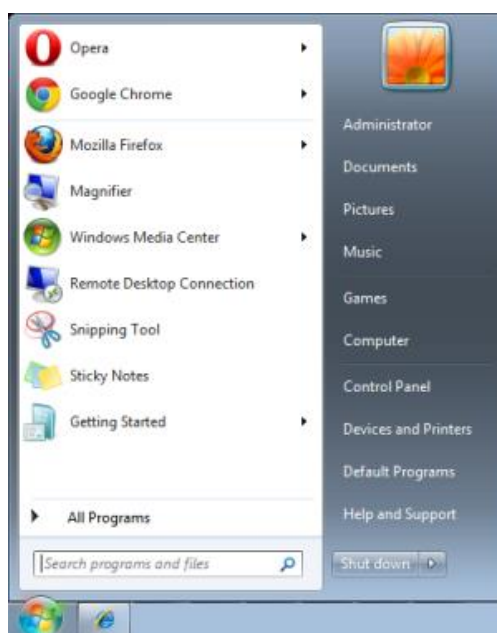 Opera
Google Chrome
Mozilla Firefox
Magnifier
Windows Media Center
Remote Desktop Connection
Snipping Tool
Sticky Notes
Getting Started
All Programs
Search programs and files
Administrator
Documents
Pictures
Music
Games
Computer
Control Panel
Devices and Printers
Default Programs
Help and Support
Shut down